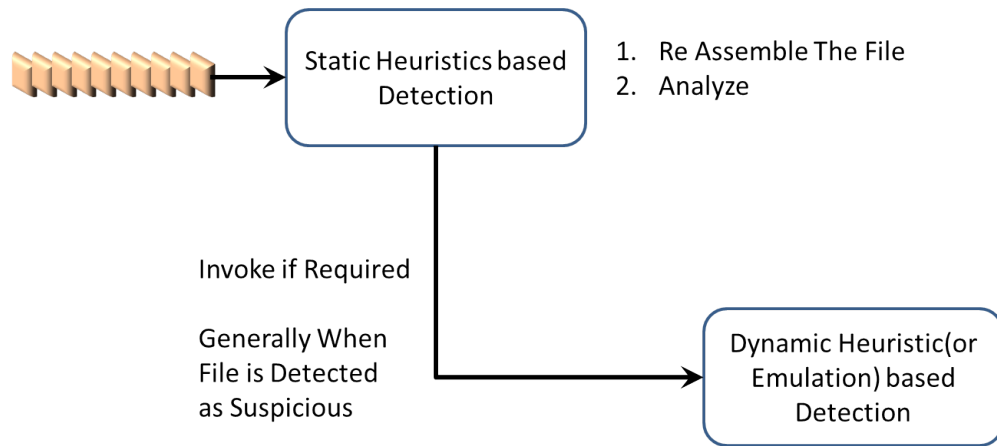 Static Heuristics based
Detection
1. Re Assemble The File
2. Analyze
Invoke if Required
Generally When
File is Detected
as Suspicious
Dynamic Heuristic(or
Emulation) based
Detection